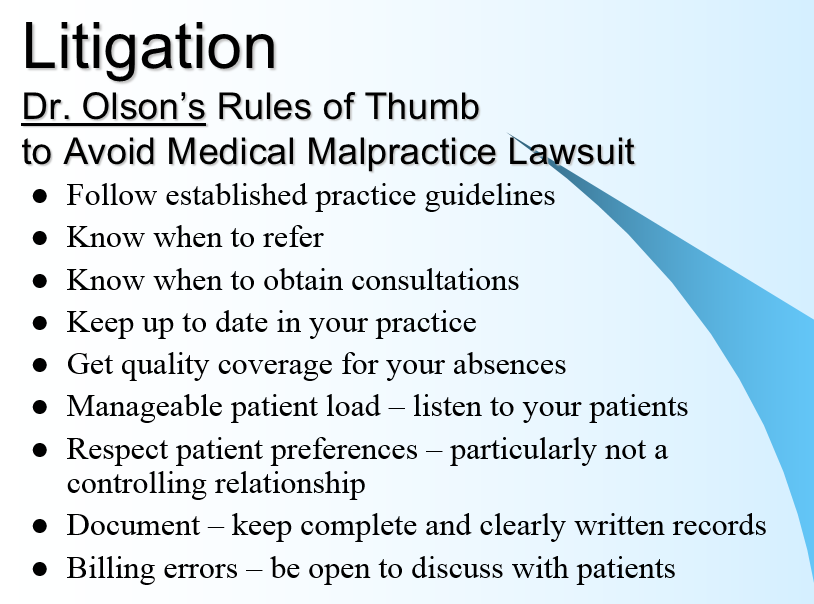 Litigation
Dr. Olson’s Rules of Thumb
to Avoid Medical Malpractice Lawsuit
● Follow established practice guidelines
● Know when to refer
● Know when to obtain consultations
● Keep up to date in your practice
● Get quality coverage for your absences
● Manageable patient load – listen to your patients
● Respect patient preferences – particularly not a
controlling relationship
● Document – keep complete and clearly written records
● Billing errors – be open to discuss with patients